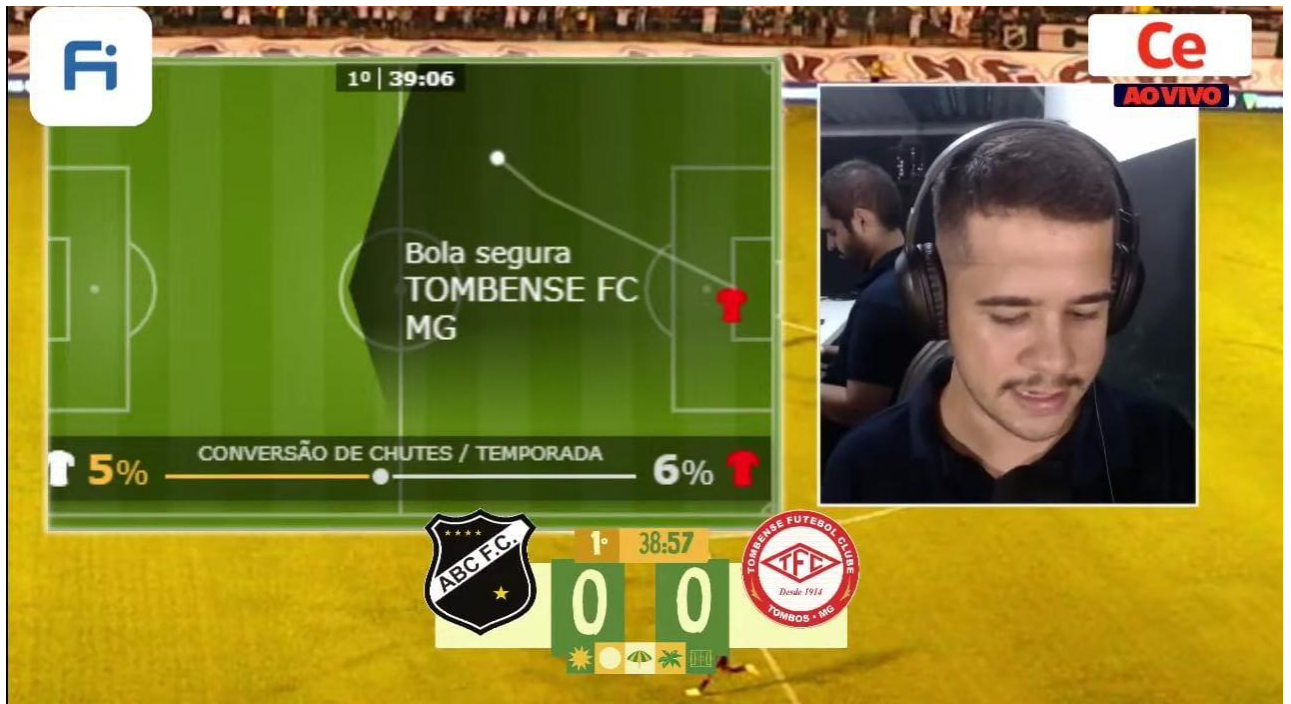 Fi
Ce
AO VIVO
1º | 39:06
Bola segura
TOMBENSE FC
MG
CONVERSÃO DE CHUTES / TEMPORADA
5%
6%
ABC F.C.
1º 38:57
0 0
TOMBENSE FUTEBOL CLUBE
TFC
Desde 1914
TOMBOS • MG